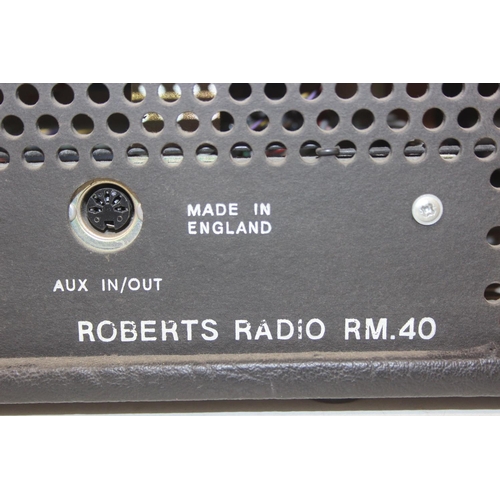 MADE IN
ENGLAND
AUX IN/OUT
ROBERTS RADIO RM.40